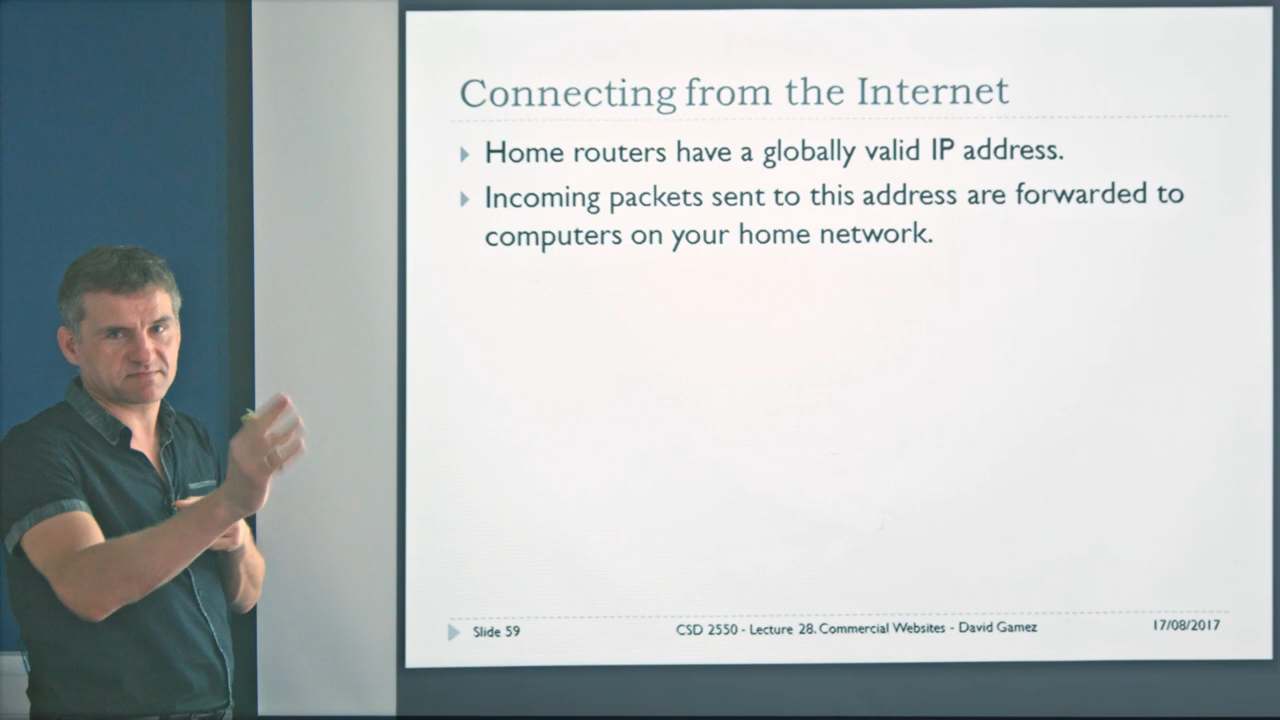 Connecting from the Internet
Home routers have a globally valid IP address.
Incoming packets sent to this address are forwarded to
computers on your home network.
Slide 59
CSD 2550 - Lecture 28. Commercial Websites - David Gamez
17/08/2017